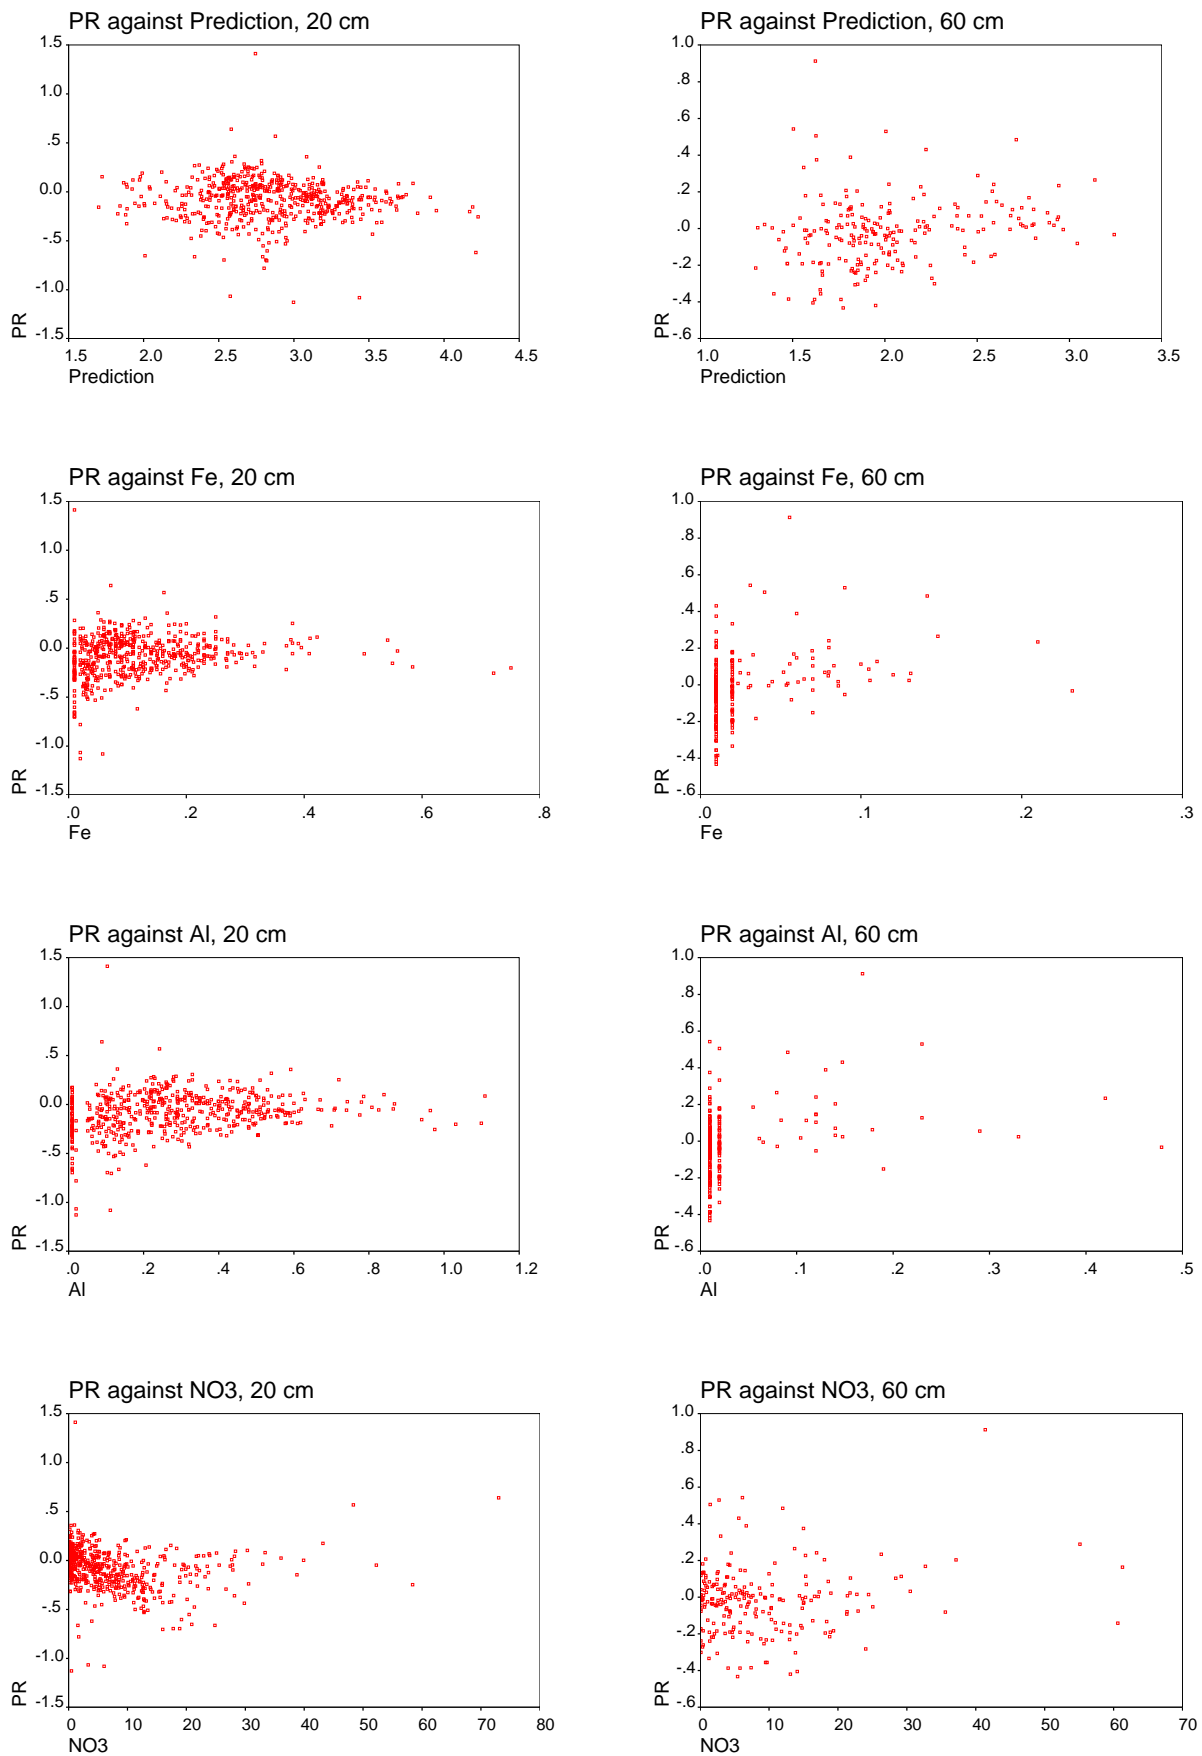 PR against Prediction, 20 cm
1.5
1.0
.5
0.0
-.5
-1.0
-1.5
PR
1.5 2.0 2.5 3.0 3.5 4.0 4.5
Prediction
PR against Prediction, 60 cm
1.0
.8
.6
.4
.2
.0
-.2
-.4
-.6
PR
1.0 1.5 2.0 2.5 3.0 3.5
Prediction
PR against Fe, 20 cm
1.5
1.0
.5
0.0
-.5
-1.0
-1.5
PR
.0 .2 .4 .6 .8
Fe
PR against Fe, 60 cm
1.0
.8
.6
.4
.2
.0
-.2
-.4
-.6
PR
.0 .1 .2 .3
Fe
PR against Al, 20 cm
1.5
1.0
.5
0.0
-.5
-1.0
-1.5
PR
.0 .2 .4 .6 .8 1.0 1.2
Al
PR against Al, 60 cm
1.0
.8
.6
.4
.2
.0
-.2
-.4
-.6
PR
.0 .1 .2 .3 .4 .5
Al
PR against NO3, 20 cm
1.5
1.0
.5
0.0
-.5
-1.0
-1.5
PR
0 10 20 30 40 50 60 70 80
NO3
PR against NO3, 60 cm
1.0
.8
.6
.4
.2
.0
-.2
-.4
-.6
PR
0 10 20 30 40 50 60 70
NO3